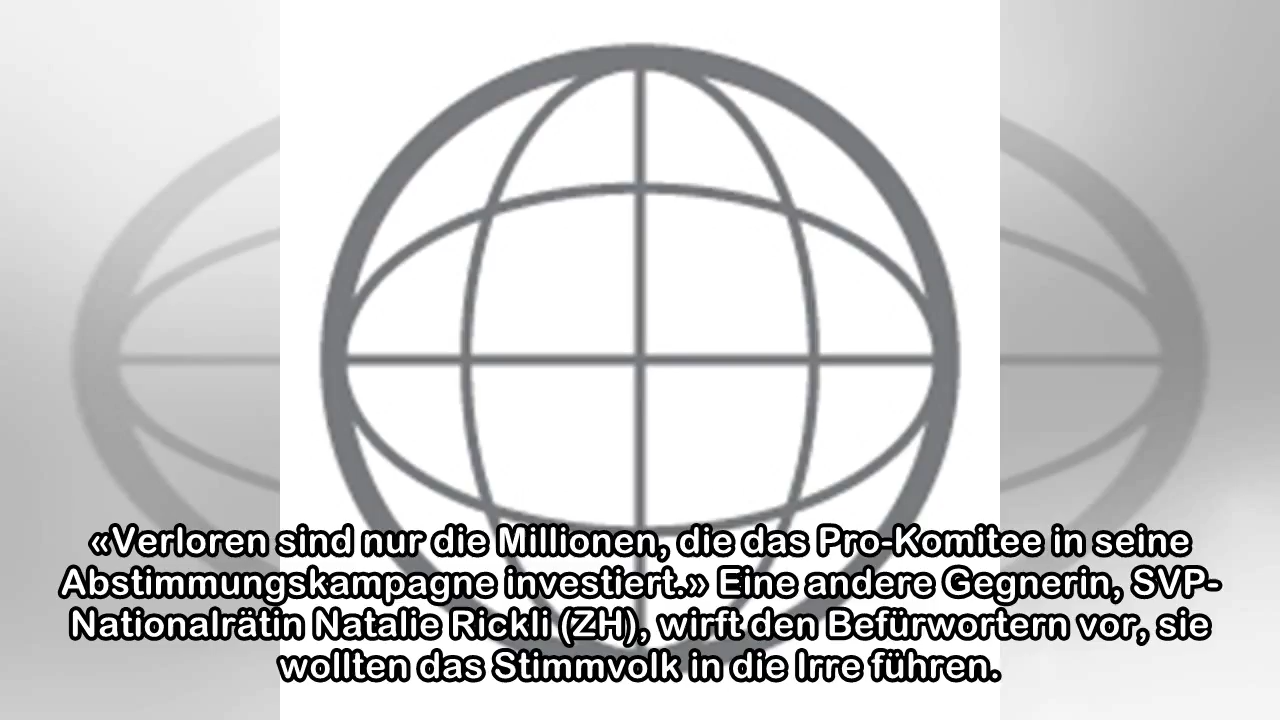 «Verloren sind nur die Millionen, die das Pro-Komitee in seine
Abstimmungskampagne investiert.» Eine andere Gegnerin, SVP-
Nationalrätin Natalie Rickli (ZH), wirft den Befürwortern vor, sie
wollten das Stimmvolk in die Irre führen.